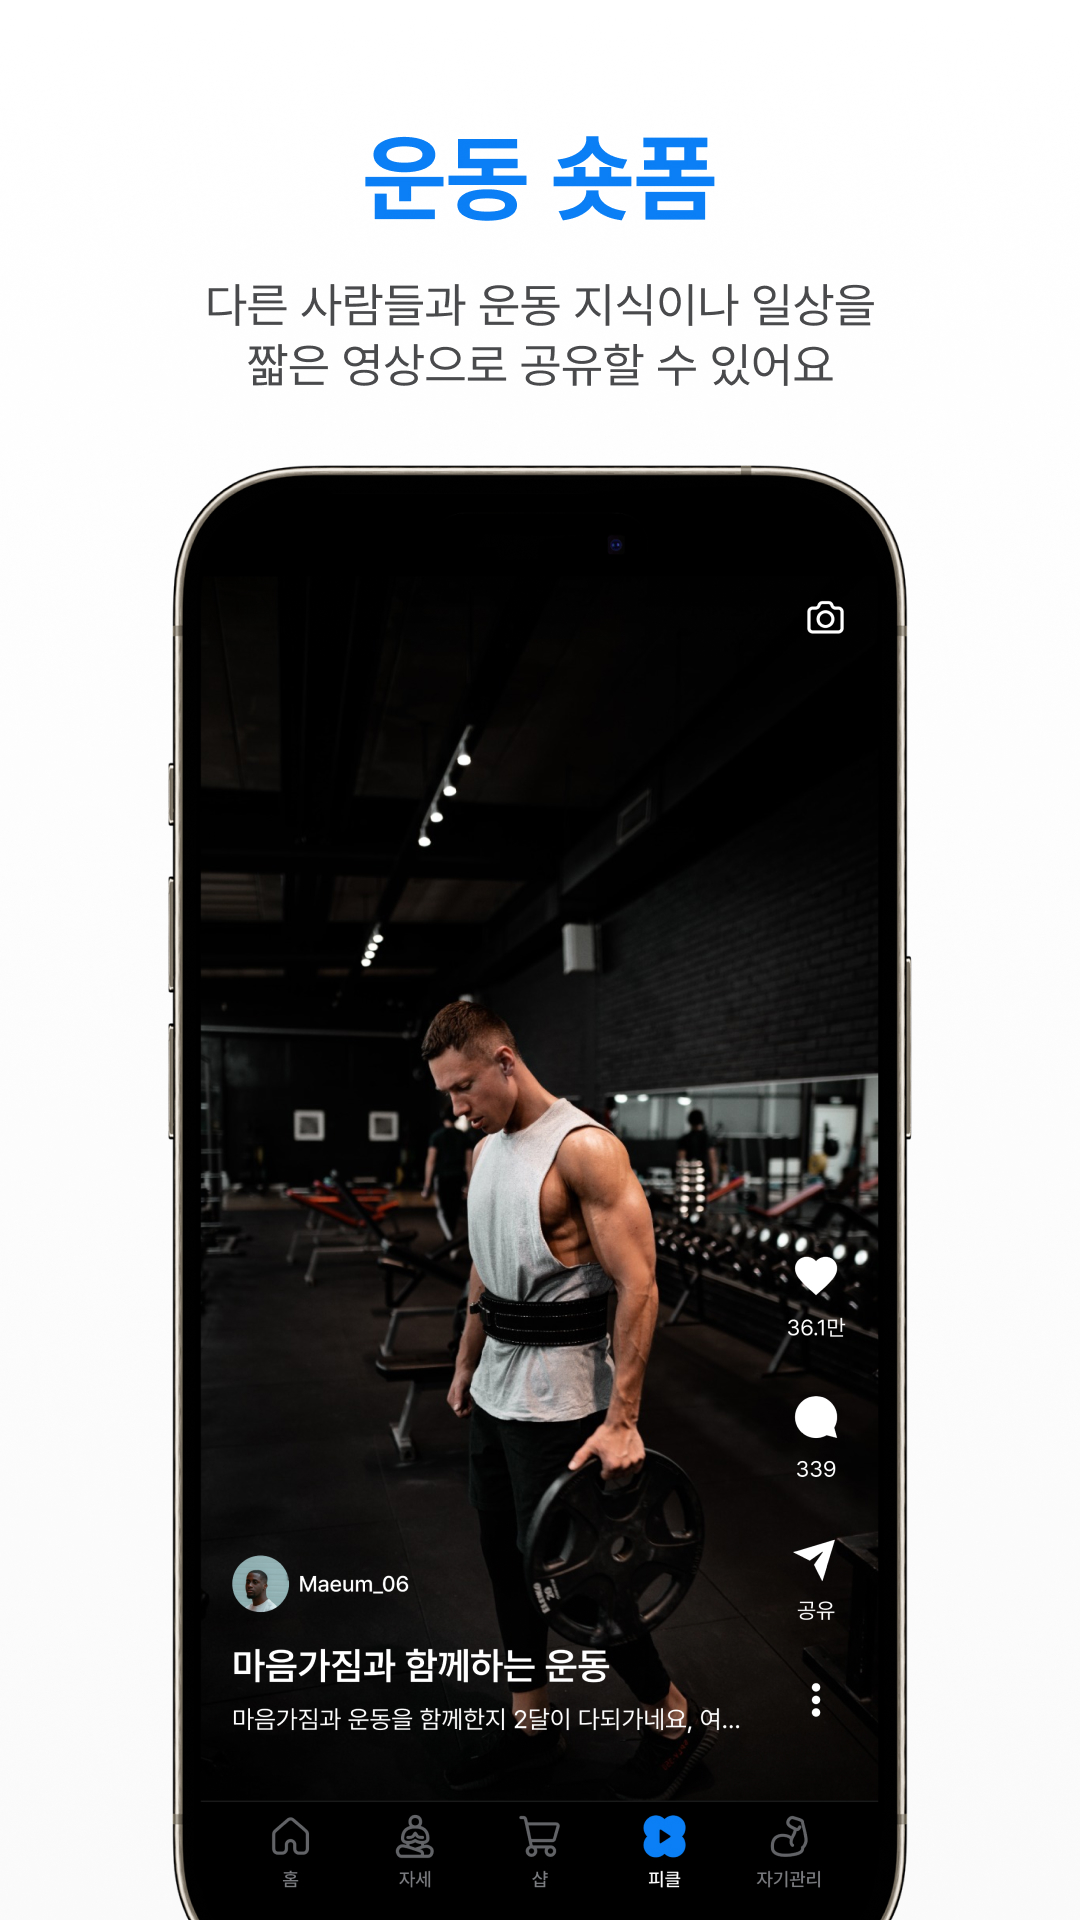 운동 숏폼
다른 사람들과 운동 지식이나 일상을
짧은 영상으로 공유할 수 있어요
36.1만
339
공유
Maeum_06
마음가짐과 함께하는 운동
마음가짐과 운동을 함께한지 2달이 다되가네요, 여...
홈
자세
샵
피클
자기관리